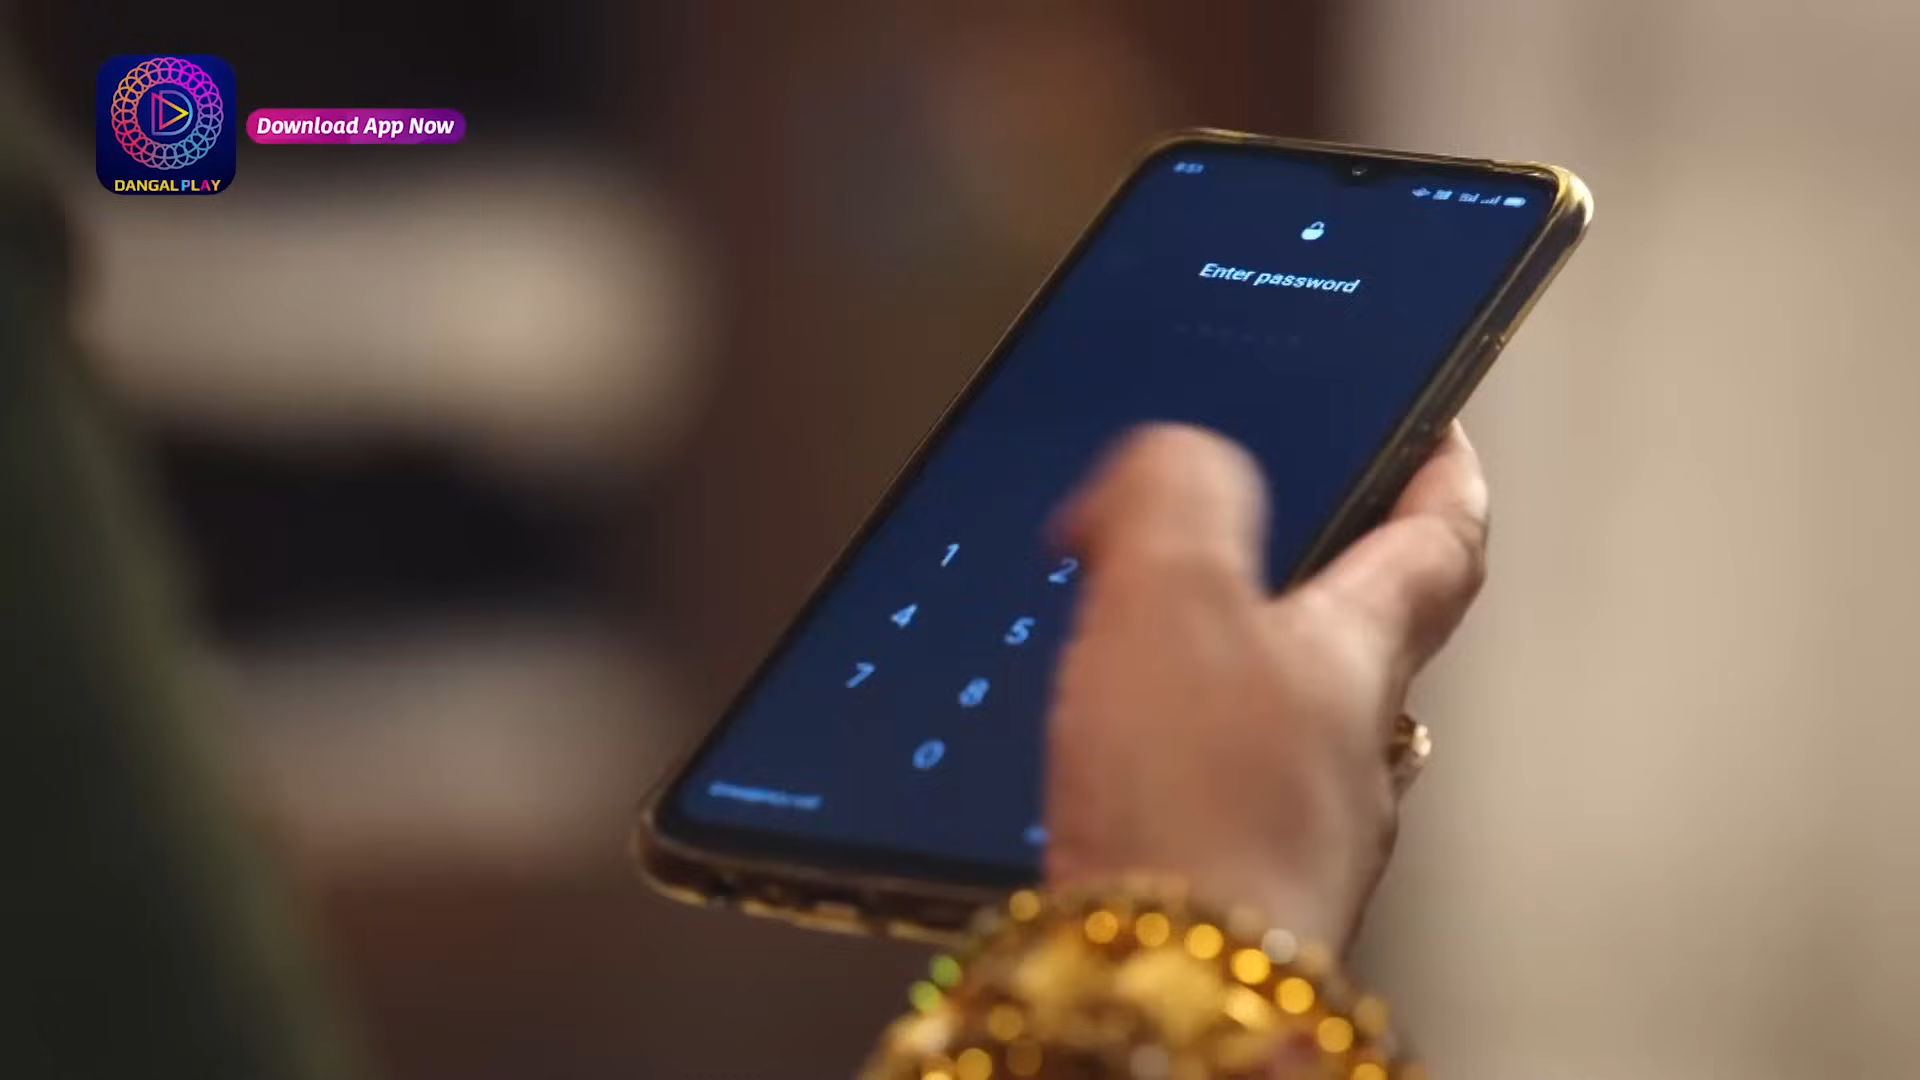 DANGAL PLAY
Download App Now
Enter password
1 2
4 5
7 8
0